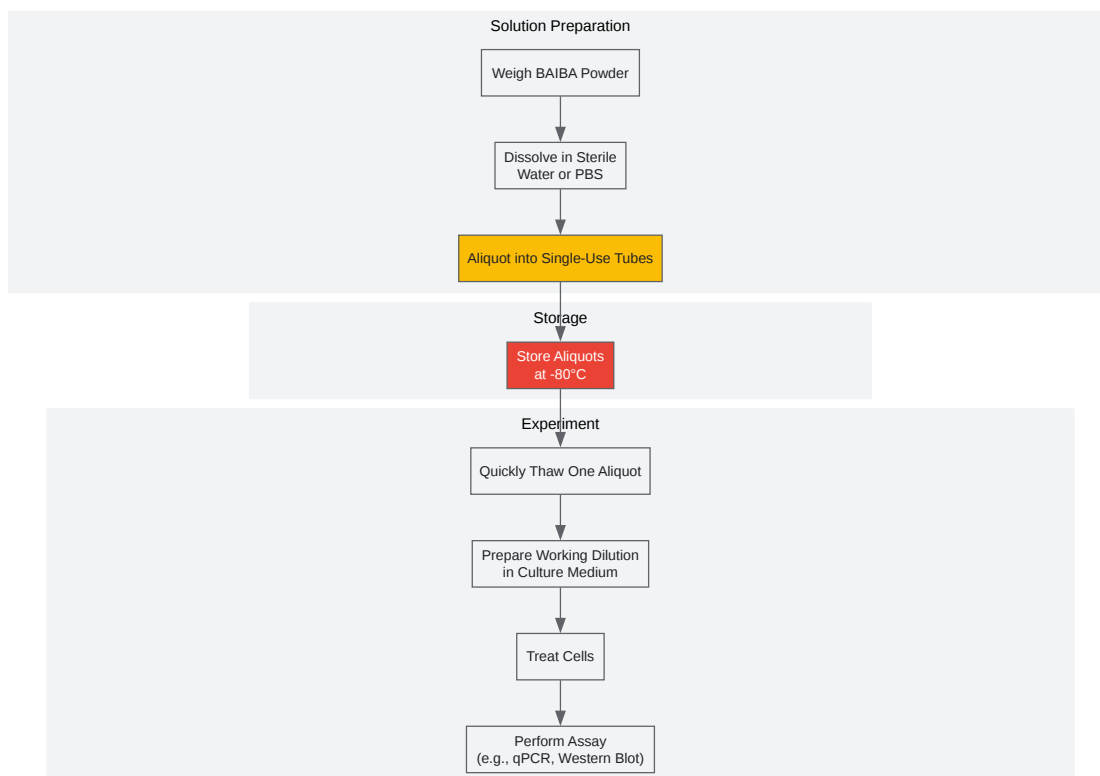 Solution Preparation
Weigh BAIBA Powder
Dissolve in Sterile
Water or PBS
Aliquot into Single-Use Tubes
Storage
Store Aliquots
at -80°C
Experiment
Quickly Thaw One Aliquot
Prepare Working Dilution
in Culture Medium
Treat Cells
Perform Assay
(e.g., qPCR, Western Blot)